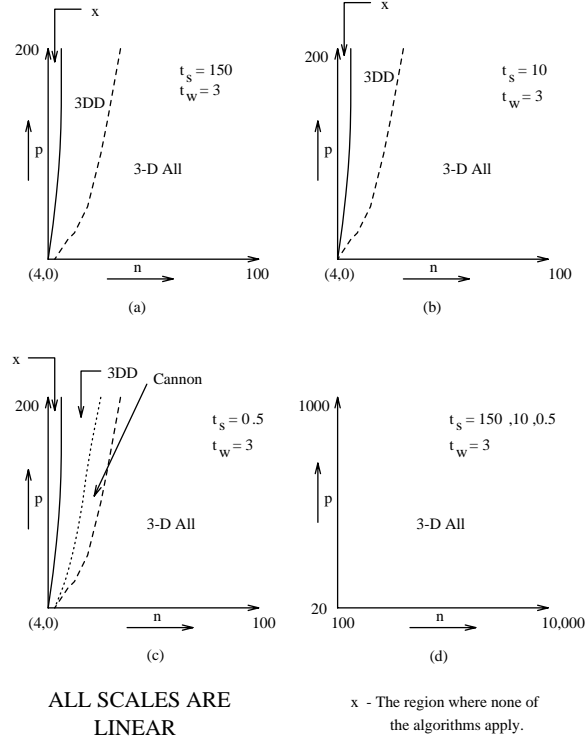 x
200
3DD
t_s = 150
t_w = 3
p
3-D All
(4,0)
n
100
(a)
x
200
3DD
t_s = 10
t_w = 3
p
3-D All
(4,0)
n
100
(b)
x
3DD
Cannon
200
t_s = 0.5
t_w = 3
p
3-D All
(4,0)
n
100
(c)
1000
t_s = 150 ,10 ,0.5
t_w = 3
p
3-D All
20
100
n
10,000
(d)
ALL SCALES ARE
LINEAR
x - The region where none of
the algorithms apply.